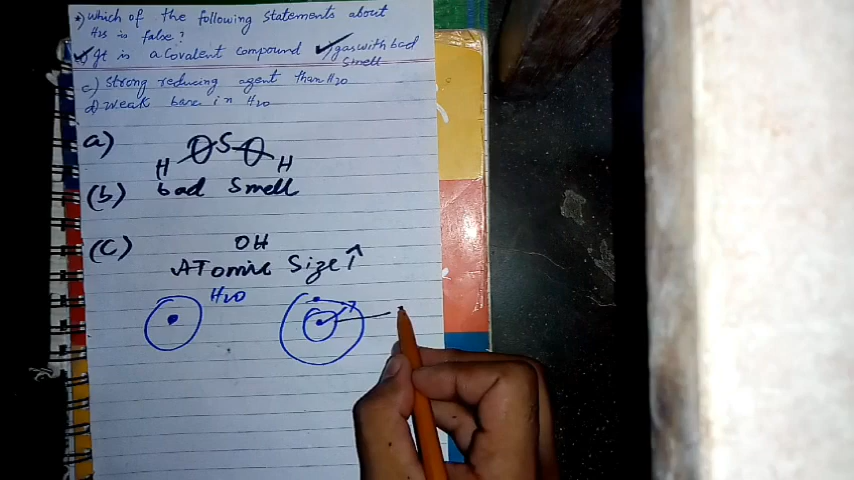 *) which of the following statements about
H2S is false?
a) It is a covalent compound b) gas with bad
smell
c) strong reducing agent than H2O
d) weak base in H2O
a)
H S H
(b) bad Smell
(C) OH
ATomic Size ↑
H2O